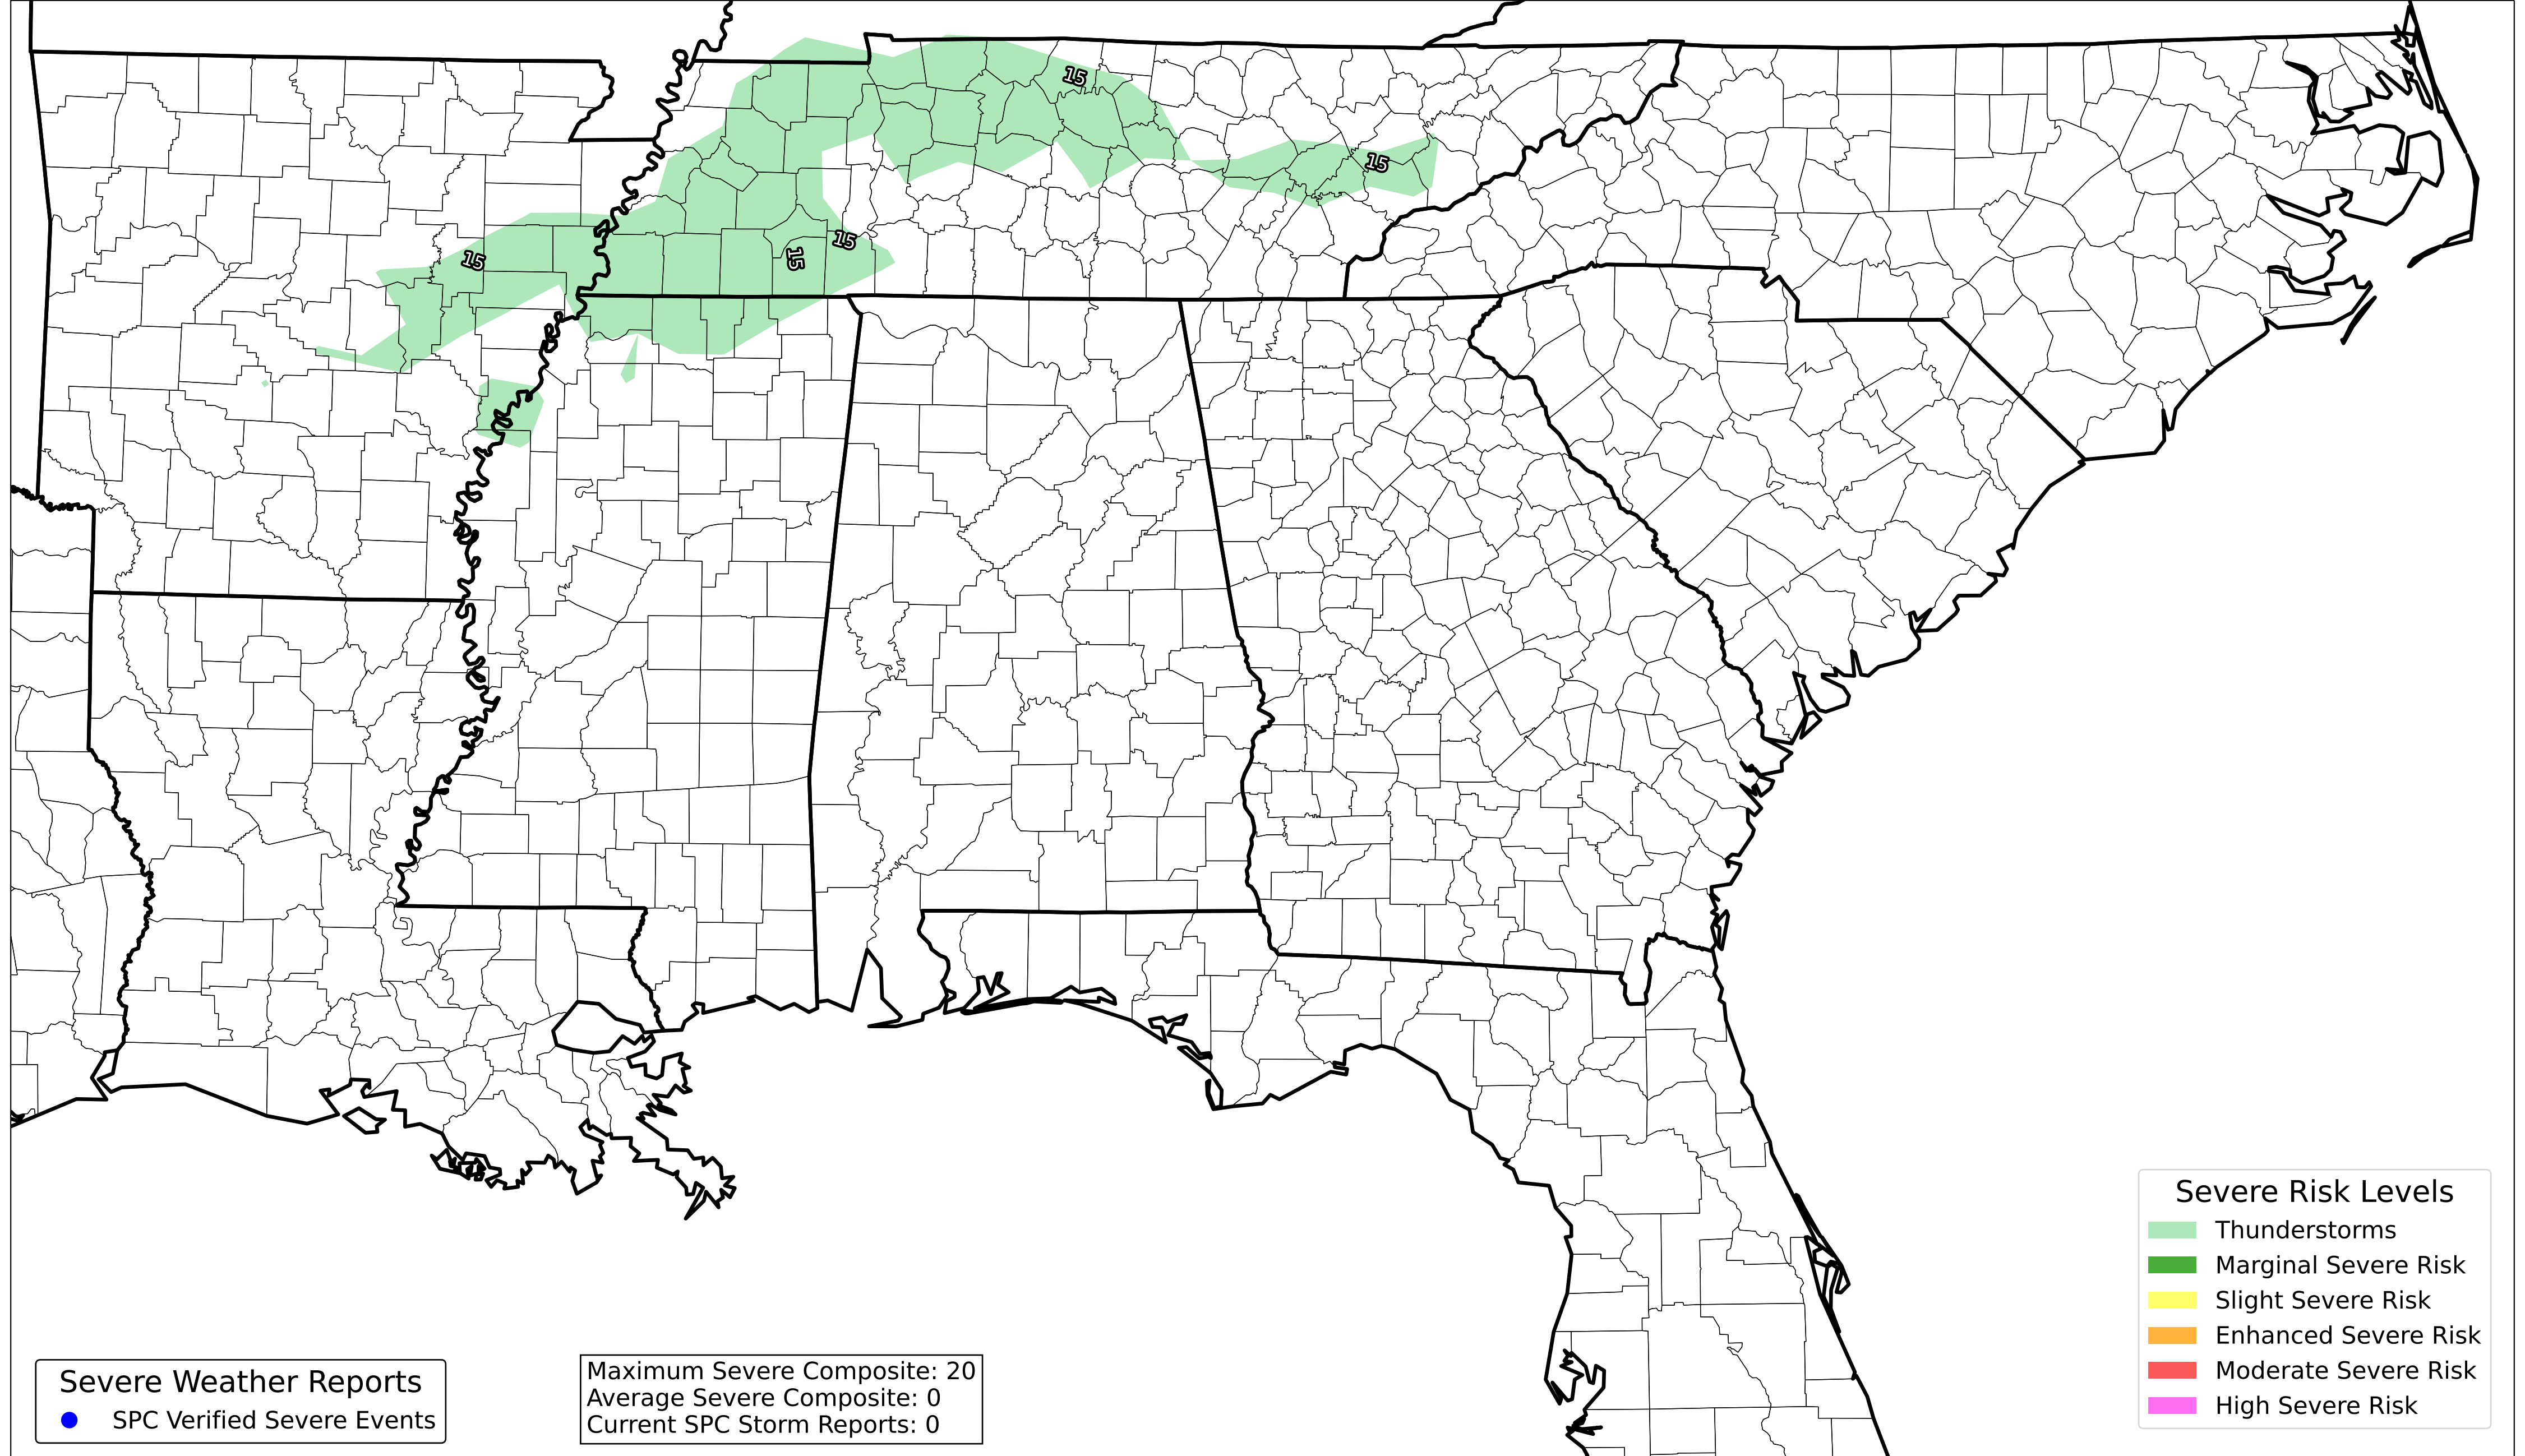 15
15
15
15
15
Severe Risk Levels
Thunderstorms
Marginal Severe Risk
Slight Severe Risk
Enhanced Severe Risk
Moderate Severe Risk
High Severe Risk
Severe Weather Reports
SPC Verified Severe Events
Maximum Severe Composite: 20
Average Severe Composite: 0
Current SPC Storm Reports: 0